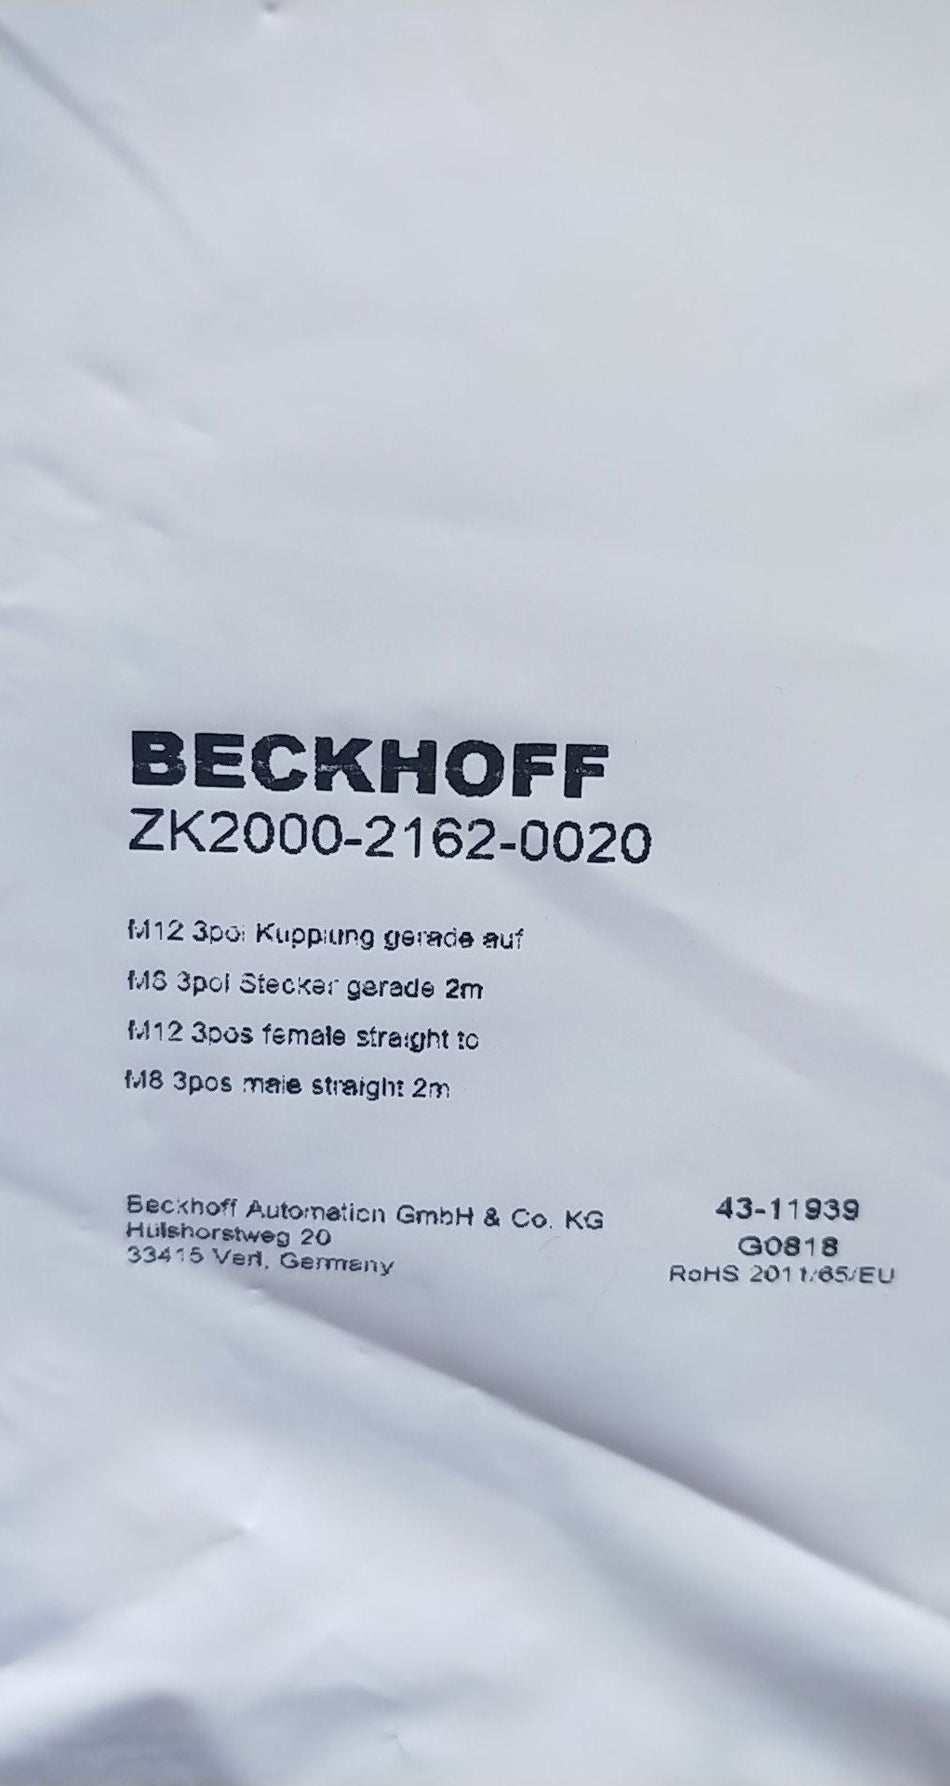 BECKHOFF
ZK2000-2162-0020
M12 3pol Kupplung gerade auf
M8 3pol Stecker gerade 2m
M12 3pos female straight to
M8 3pos male straight 2m
Beckhoff Automation GmbH & Co. KG
Hülshorstweg 20
33415 Verl, Germany
43-11939
G0818
RoHS 2011/65/EU